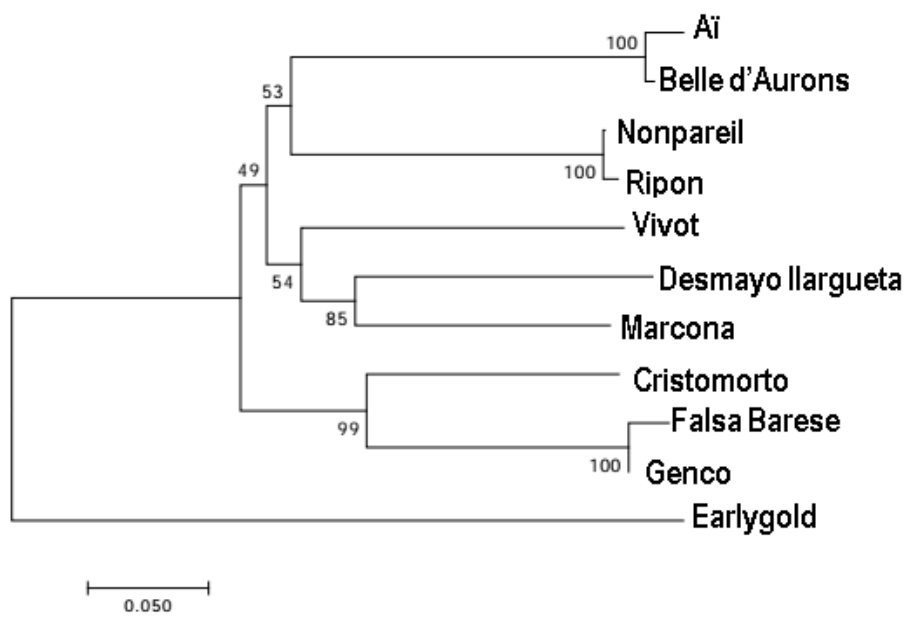 Aï
100
Belle d'Aurons
53
Nonpareil
100
Ripon
49
Vivot
54
Desmayo llargueta
85
Marcona
Cristomorto
99
Falsa Barese
100
Genco
Earlygold
0.050